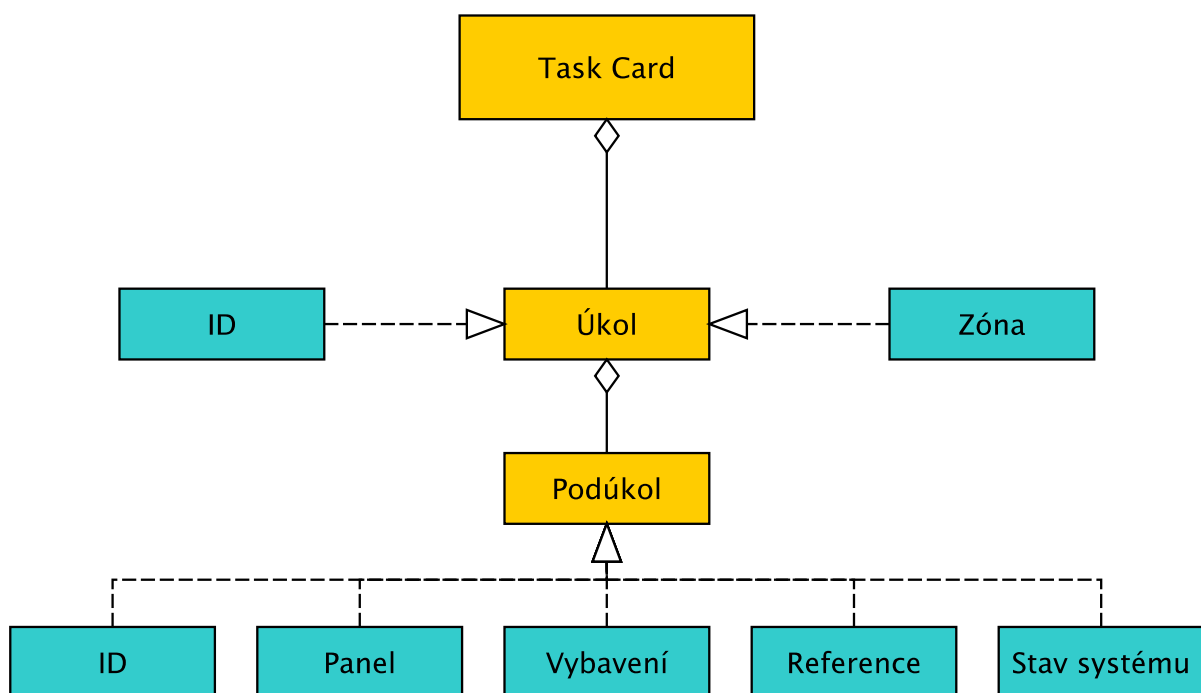 Task Card
ID
Úkol
Zóna
Podúkol
ID
Panel
Vybavení
Reference
Stav systému